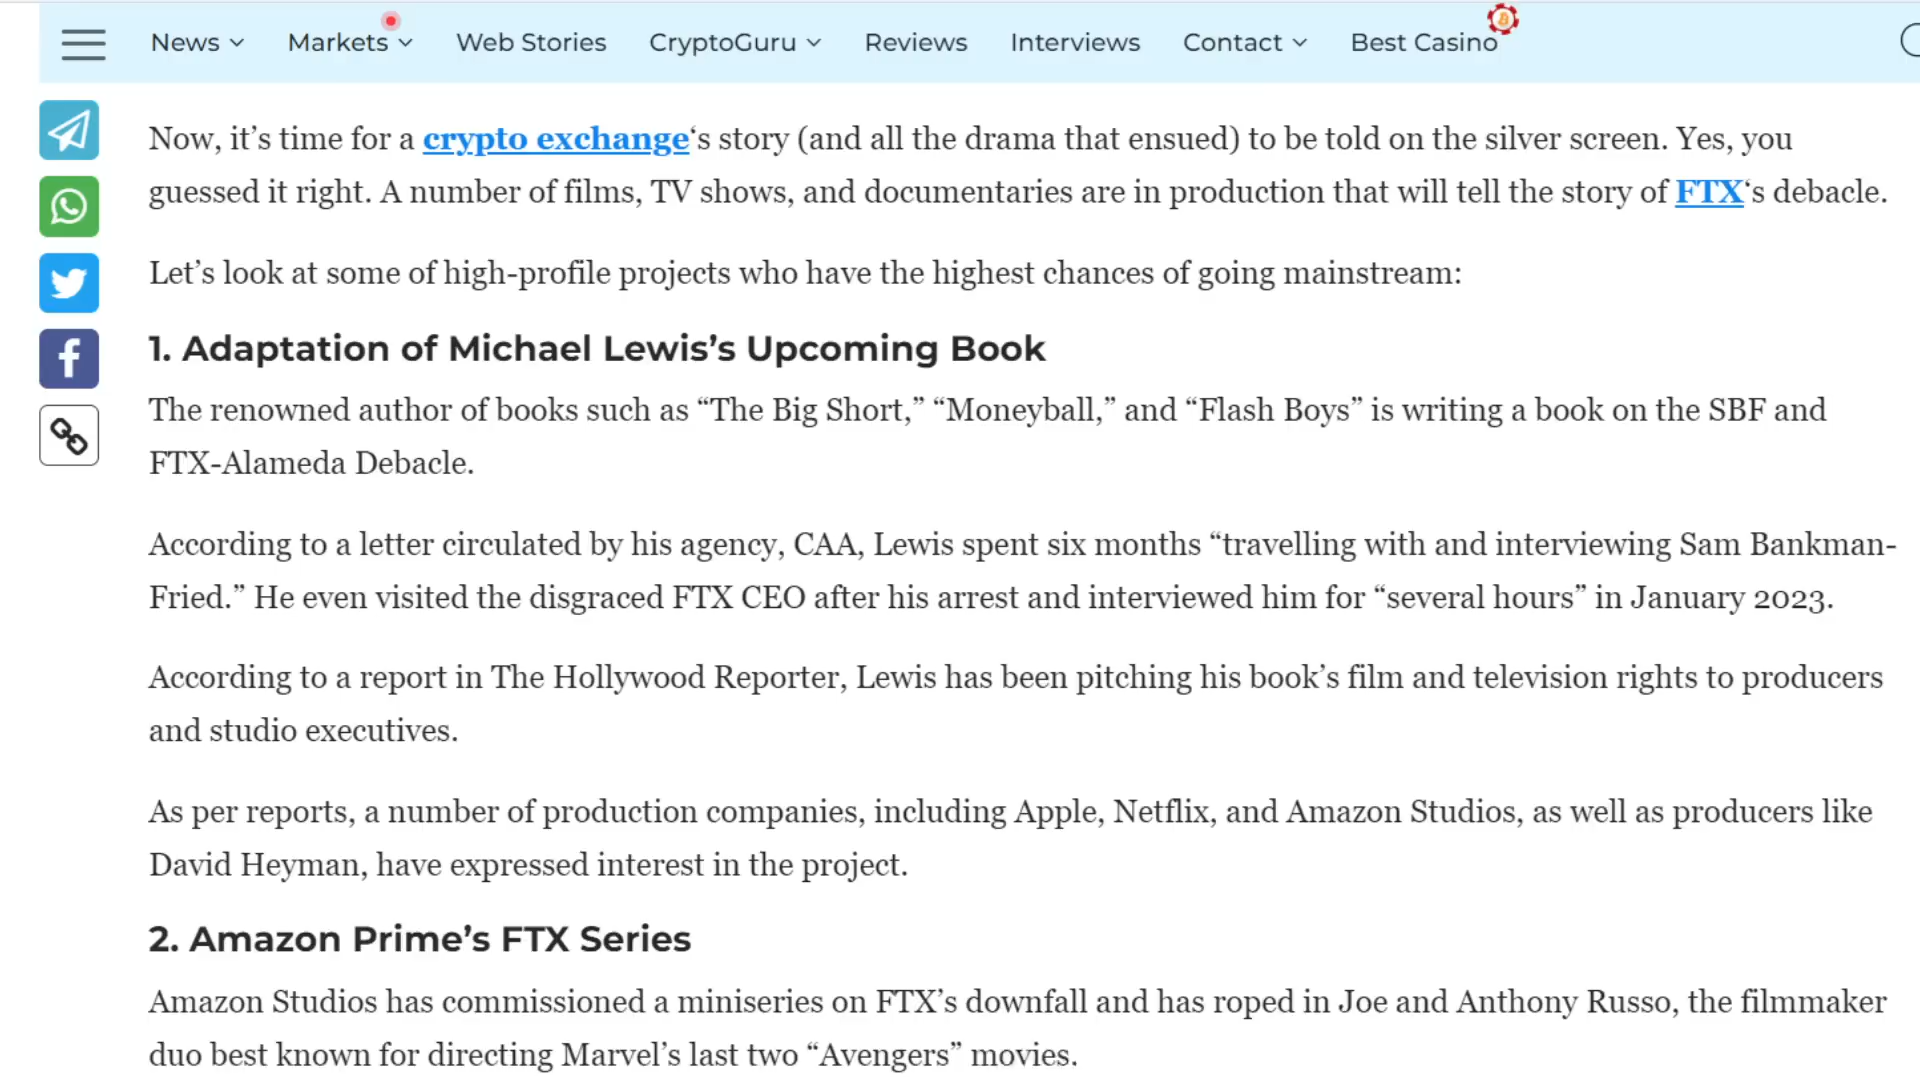 News Markets Web Stories CryptoGuru Reviews Interviews Contact Best Casino
Now, it’s time for a crypto exchange‘s story (and all the drama that ensued) to be told on the silver screen. Yes, you
guessed it right. A number of films, TV shows, and documentaries are in production that will tell the story of FTX‘s debacle.
Let’s look at some of high-profile projects who have the highest chances of going mainstream:
1. Adaptation of Michael Lewis’s Upcoming Book
The renowned author of books such as “The Big Short,” “Moneyball,” and “Flash Boys” is writing a book on the SBF and
FTX-Alameda Debacle.
According to a letter circulated by his agency, CAA, Lewis spent six months “travelling with and interviewing Sam Bankman-
Fried.” He even visited the disgraced FTX CEO after his arrest and interviewed him for “several hours” in January 2023.
According to a report in The Hollywood Reporter, Lewis has been pitching his book’s film and television rights to producers
and studio executives.
As per reports, a number of production companies, including Apple, Netflix, and Amazon Studios, as well as producers like
David Heyman, have expressed interest in the project.
2. Amazon Prime’s FTX Series
Amazon Studios has commissioned a miniseries on FTX’s downfall and has roped in Joe and Anthony Russo, the filmmaker
duo best known for directing Marvel’s last two “Avengers” movies.